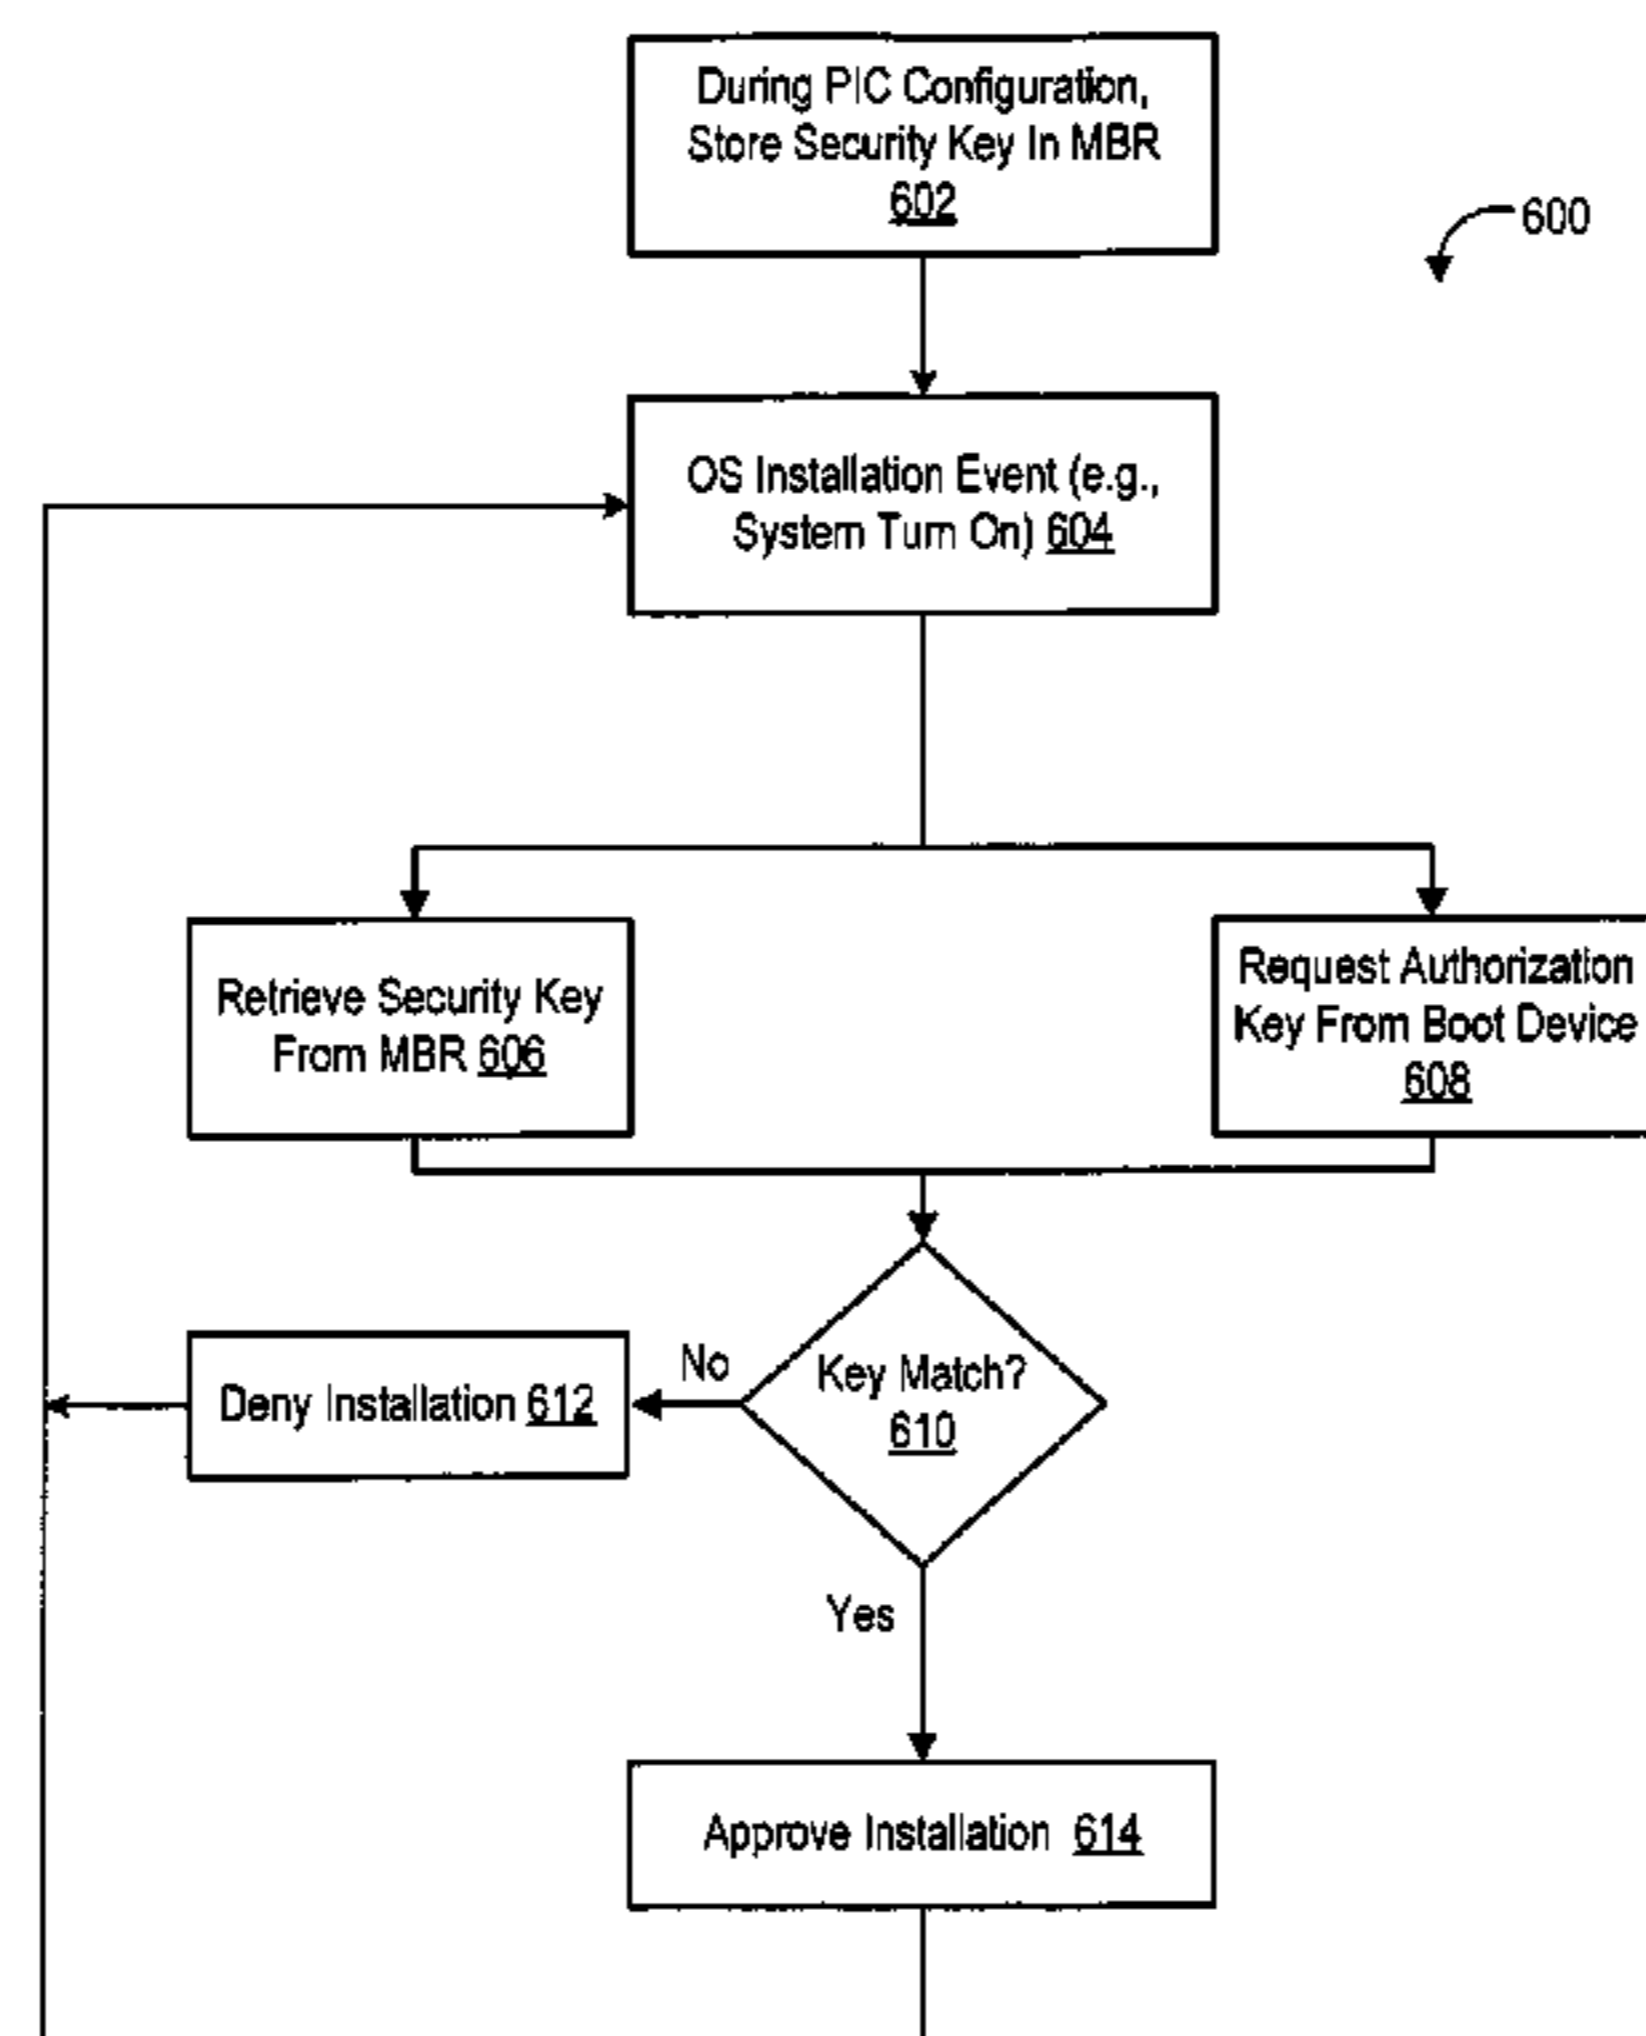 During PIC Configuration,
Store Security Key In MBR
602
600
OS Installation Event (e.g.,
System Turn On) 604
Retrieve Security Key
From MBR 606
Request Authorization
Key From Boot Device
608
No
Key Match?
610
Deny Installation 612
Yes
Approve Installation 614